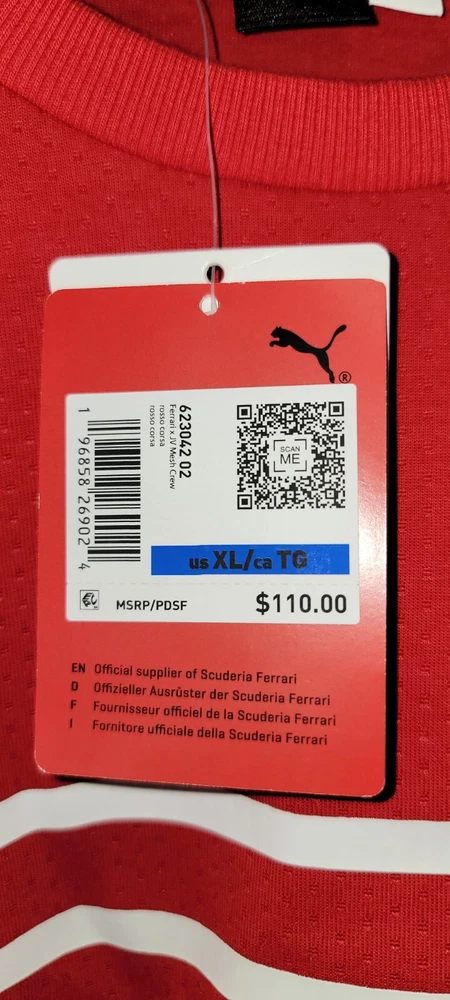 ®
623042 02
Ferrari x JV Mesh Crew
rosso corsa
rosso corsa
1 96858 26902 4
SCAN
ME
us XL/ca TG
MSRP/PDSF
$110.00
EN Official supplier of Scuderia Ferrari
D Offizieller Ausrüster der Scuderia Ferrari
F Fournisseur officiel de la Scuderia Ferrari
I Fornitore ufficiale della Scuderia Ferrari